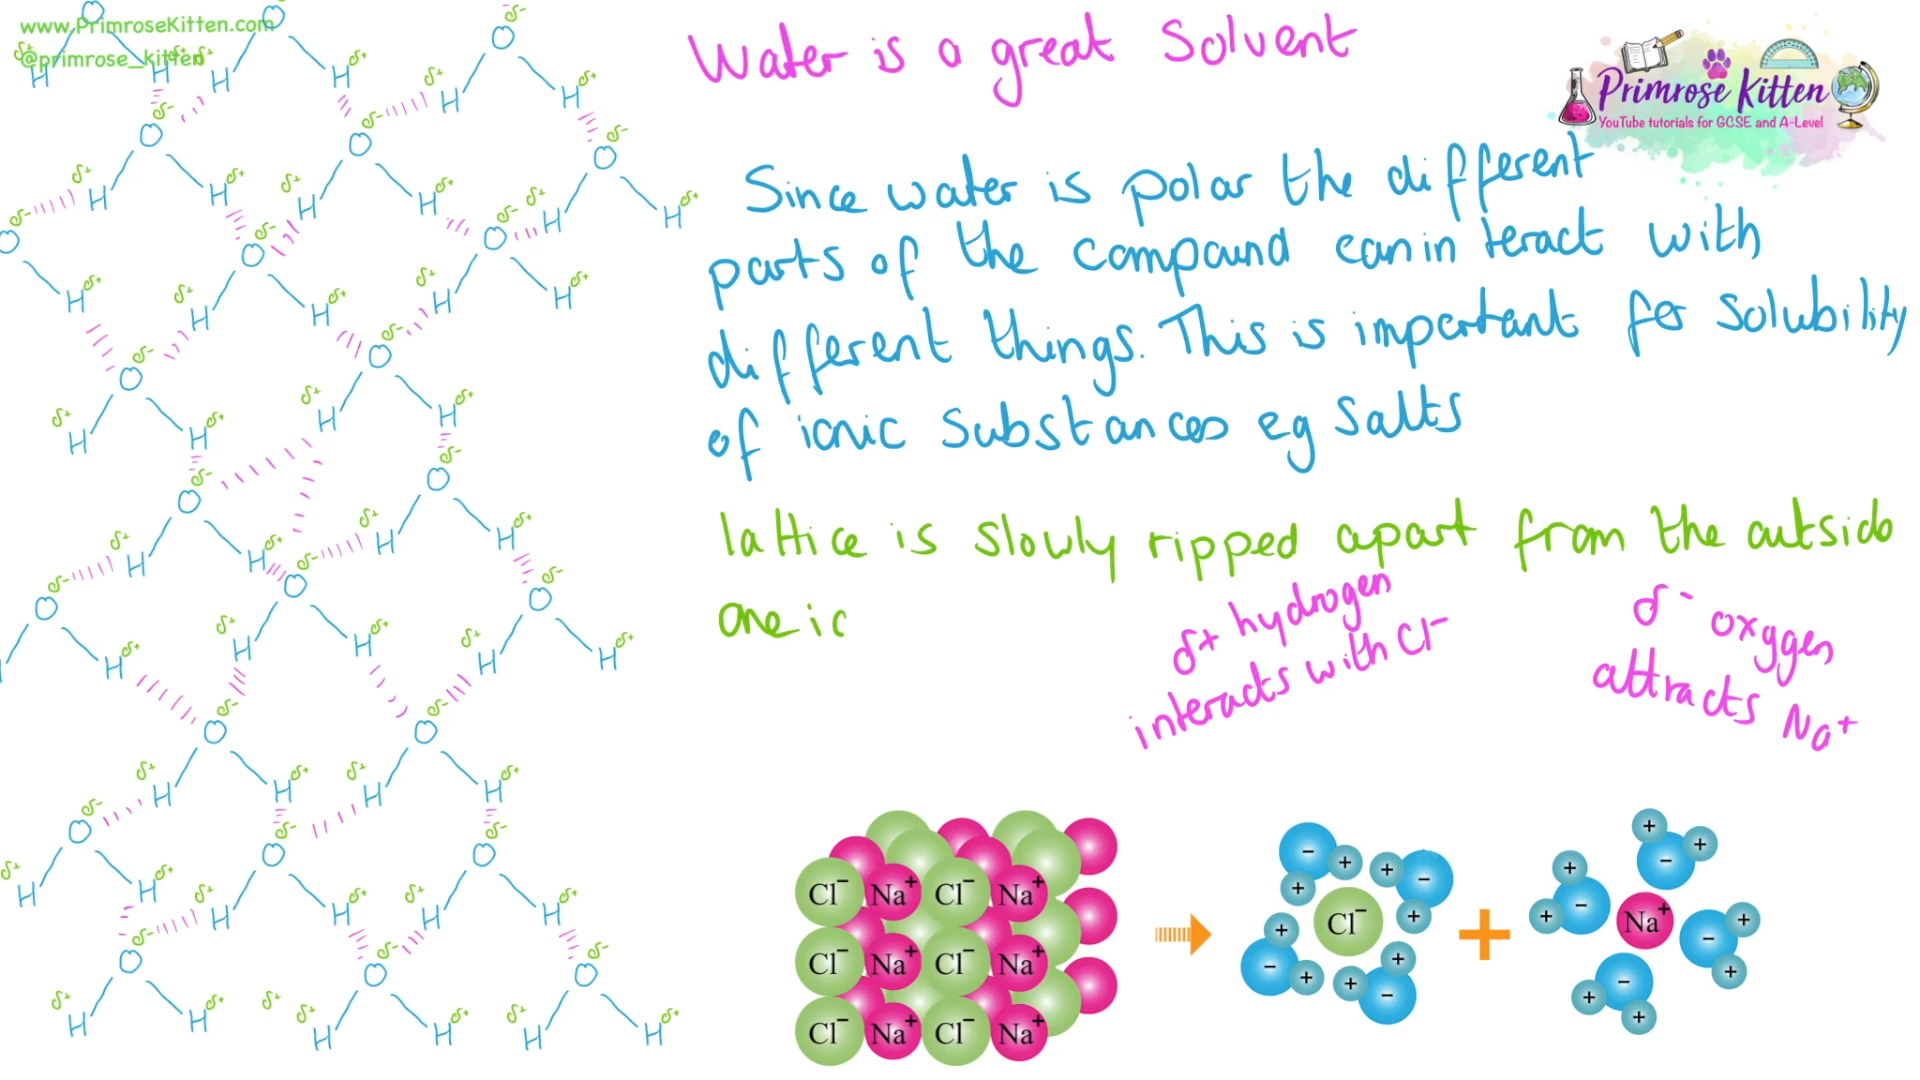 www.PrimroseKitten.com
@primrose_kitten
Water is a great Solvent
Primrose Kitten
YouTube tutorials for GCSE and A-Level
Since water is polar the different
parts of the compound can in teract with
different things. This is important for Solubility
of ionic Substances eg Salts
lattice is slowly ripped apart from the outside
one ic
δ+ hydrogen
interacts with Cl⁻
δ⁻ oxygen
attracts Na⁺
Cl⁻ Na⁺ Cl⁻ Na⁺
Cl⁻ Na⁺ Cl⁻ Na⁺
Cl⁻ Na⁺ Cl⁻ Na⁺
Cl⁻
+
Na⁺